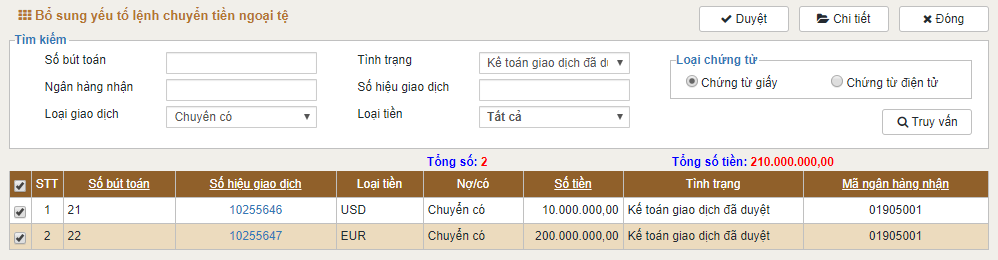 Bổ sung yếu tố lệnh chuyển tiền ngoại tệ
Duyệt Chi tiết Đóng
Tìm kiếm
Số bút toán Tình trạng Kế toán giao dịch đã du Loại chứng từ
Ngân hàng nhận Số hiệu giao dịch Chứng từ giấy Chứng từ điện tử
Loại giao dịch Chuyển có Loại tiền Tất cả Truy vấn
Tổng số: 2 Tổng số tiền: 210.000.000,00
STT Số bút toán Số hiệu giao dịch Loại tiền Nợ/có Số tiền Tình trạng Mã ngân hàng nhận
1 21 10255646 USD Chuyển có 10.000.000,00 Kế toán giao dịch đã duyệt 01905001
2 22 10255647 EUR Chuyển có 200.000.000,00 Kế toán giao dịch đã duyệt 01905001